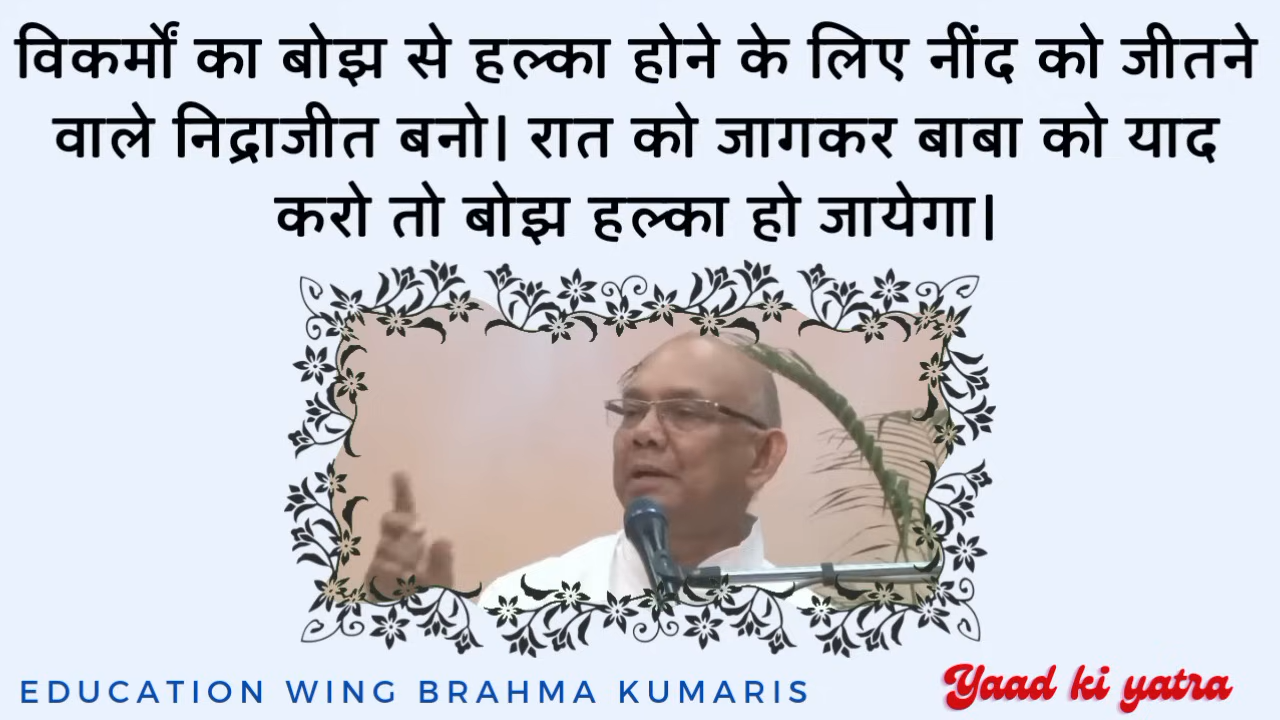 विकर्मों का बोझ से हल्का होने के लिए नींद को जीतने
वाले निद्राजीत बनो। रात को जागकर बाबा को याद
करो तो बोझ हल्का हो जायेगा।
EDUCATION WING BRAHMA KUMARIS
Yaad ki yatra